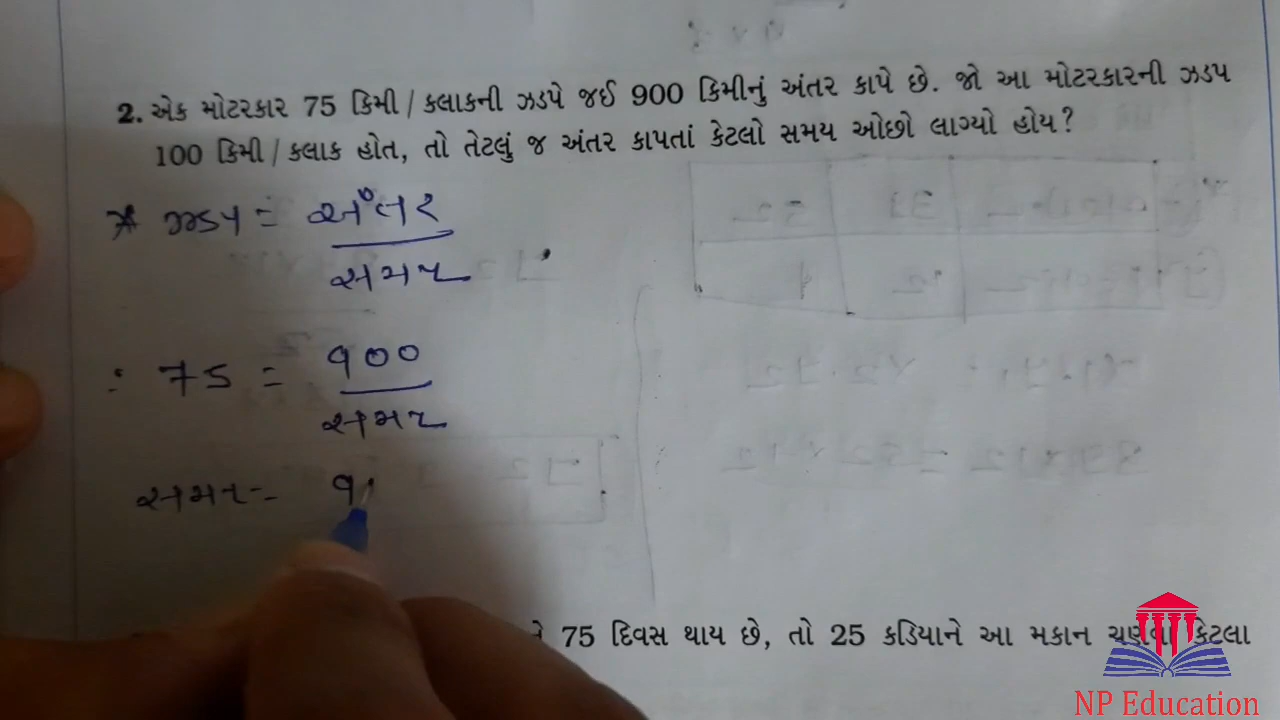 2. એક મોટરકાર 75 કિમી / કલાકની ઝડપે જઈ 900 કિમીનું અંતર કાપે છે. જો આ મોટરકારની ઝડપ
100 કિમી / કલાક હોત, તો તેટલું જ અંતર કાપતાં કેટલો સમય ઓછો લાગ્યો હોય?
* ઝડપ = અંતર
સમય
: 75 = 900
સમય
સમય = 9
75 દિવસ થાય છે, તો 25 કડિયાને આ મકાન ચણતાં કેટલા
NP Education